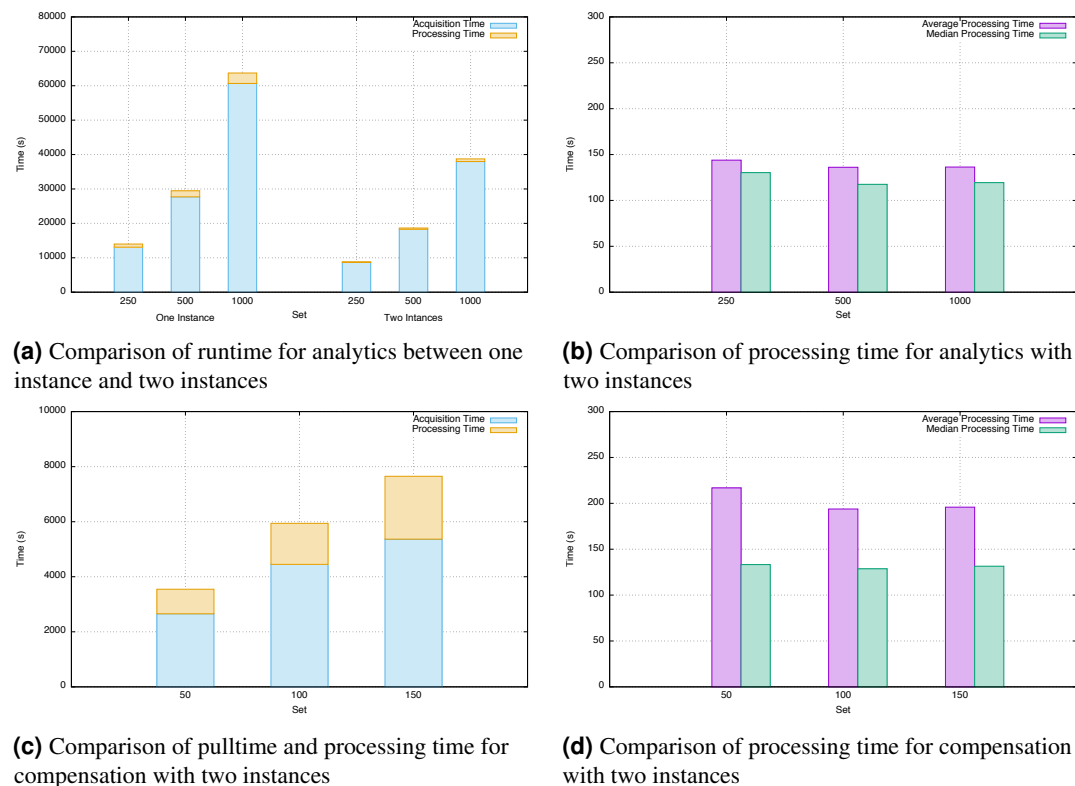 80000
70000
60000
50000
40000
30000
20000
10000
0
Time (s)
Acquisition Time
Processing Time
250 500 1000 250 500 1000
One Instance Set Two Intances
300
250
200
150
100
50
0
Time (s)
Average Processing Time
Median Processing Time
250 500 1000
Set
(a) Comparison of runtime for analytics between one
instance and two instances
(b) Comparison of processing time for analytics with
two instances
10000
8000
6000
4000
2000
0
Time (s)
Acquisition Time
Processing Time
50 100 150
Set
300
250
200
150
100
50
0
Time (s)
Average Processing Time
Median Processing Time
50 100 150
Set
(c) Comparison of pulltime and processing time for
compensation with two instances
(d) Comparison of processing time for compensation
with two instances